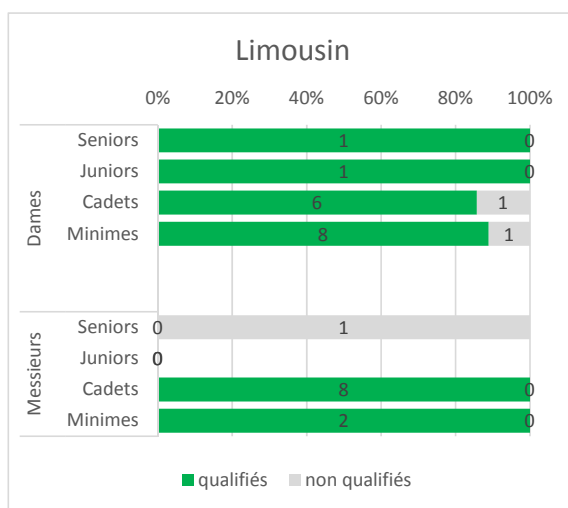 Limousin
0% 20% 40% 60% 80% 100%
Dames
Seniors 1 0
Juniors 1 0
Cadets 6 1
Minimes 8 1
Messieurs
Seniors 0 1
Juniors 0
Cadets 8 0
Minimes 2 0
qualifiés non qualifiés